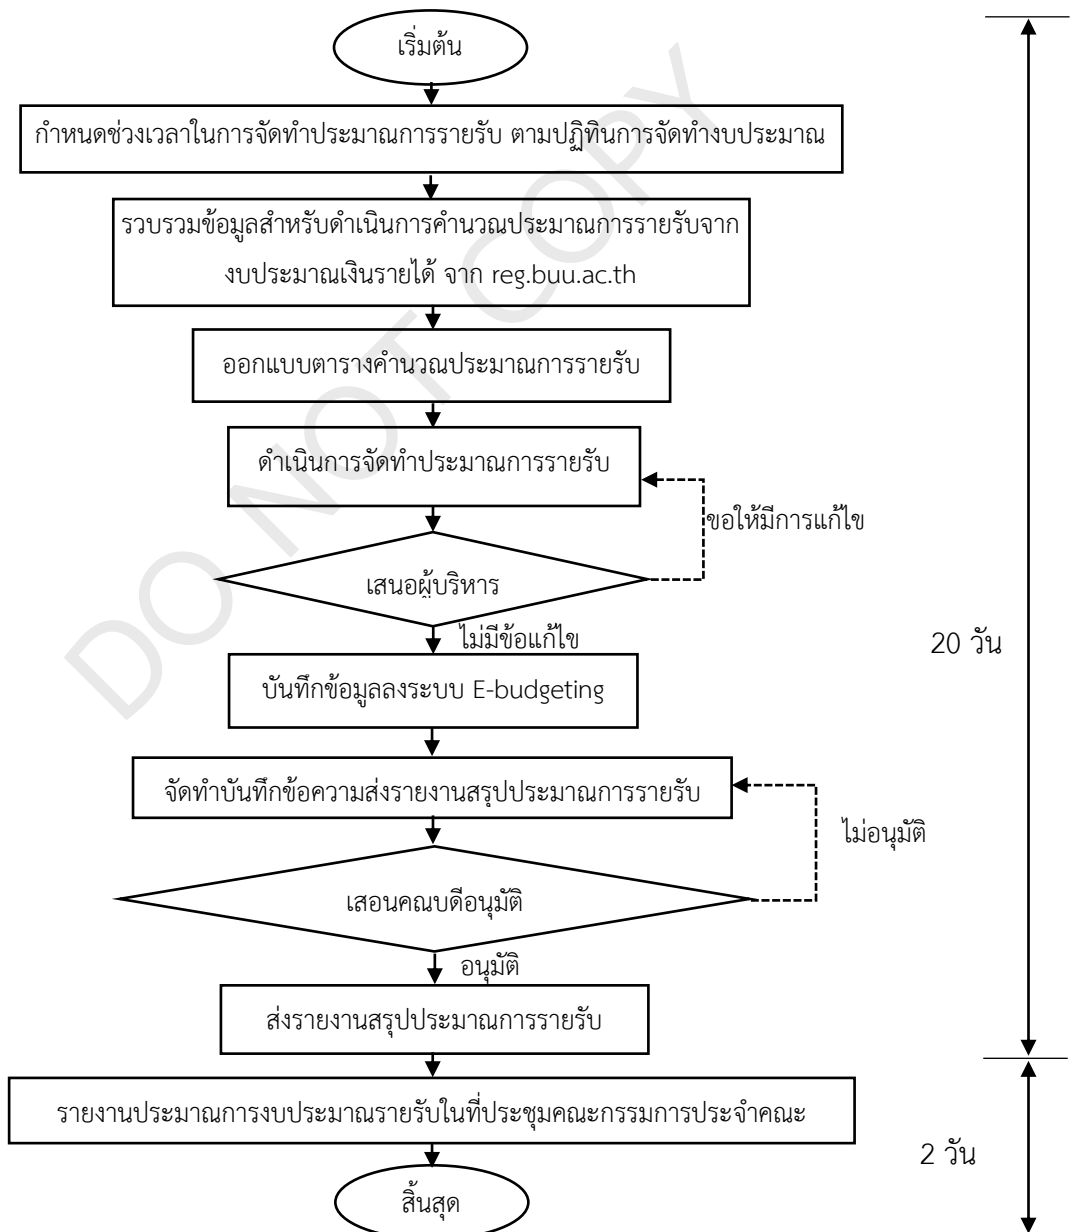 เริ่มต้น
กำหนดช่วงเวลาในการจัดทำประมาณการรายรับ ตามปฏิทินการจัดทำงบประมาณ
รวบรวมข้อมูลสำหรับดำเนินการคำนวณประมาณการรายรับจาก
งบประมาณเงินรายได้ จาก reg.buu.ac.th
ออกแบบตารางคำนวณประมาณการรายรับ
ดำเนินการจัดทำประมาณการรายรับ
ขอให้มีการแก้ไข
เสนอผู้บริหาร
ไม่มีข้อแก้ไข
20 วัน
บันทึกข้อมูลลงระบบ E-budgeting
จัดทำบันทึกข้อความส่งรายงานสรุปประมาณการรายรับ
ไม่อนุมัติ
เสอนคณบดีอนุมัติ
อนุมัติ
ส่งรายงานสรุปประมาณการรายรับ
รายงานประมาณการงบประมาณรายรับในที่ประชุมคณะกรรมการประจำคณะ
2 วัน
สิ้นสุด
DO NOT COPY